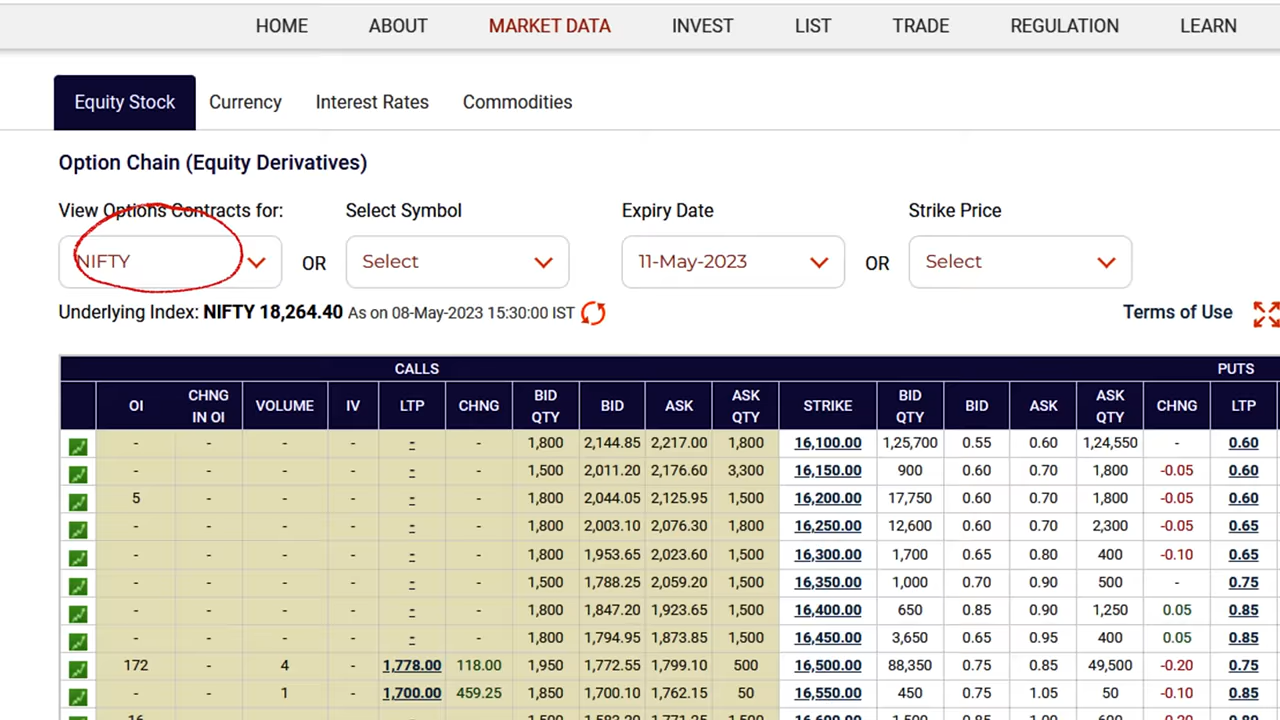 HOME ABOUT MARKET DATA INVEST LIST TRADE REGULATION LEARN
Equity Stock Currency Interest Rates Commodities
Option Chain (Equity Derivatives)
View Options Contracts for: Select Symbol Expiry Date Strike Price
NIFTY OR Select 11-May-2023 OR Select
Underlying Index: NIFTY 18,264.40 As on 08-May-2023 15:30:00 IST Terms of Use
CALLS PUTS
OI CHNG IN OI VOLUME IV LTP CHNG BID QTY BID ASK ASK QTY STRIKE BID QTY BID ASK ASK QTY CHNG LTP
- - - - - - 1,800 2,144.85 2,217.00 1,800 16,100.00 1,25,700 0.55 0.60 1,24,550 - 0.60
- - - - - - 1,500 2,011.20 2,176.60 3,300 16,150.00 900 0.60 0.70 1,800 -0.05 0.60
5 - - - - - 1,800 2,044.05 2,125.95 1,500 16,200.00 17,750 0.60 0.70 1,800 -0.05 0.60
- - - - - - 1,800 2,003.10 2,076.30 1,800 16,250.00 12,600 0.60 0.70 2,300 -0.05 0.65
- - - - - - 1,800 1,953.65 2,023.60 1,500 16,300.00 1,700 0.65 0.80 400 -0.10 0.65
- - - - - - 1,500 1,788.25 2,059.20 1,500 16,350.00 1,000 0.70 0.90 500 - 0.75
- - - - - - 1,800 1,847.20 1,923.65 1,500 16,400.00 650 0.85 0.90 1,250 0.05 0.85
- - - - - - 1,800 1,794.95 1,873.85 1,500 16,450.00 3,650 0.65 0.95 400 0.05 0.85
172 - 4 - 1,778.00 118.00 1,950 1,772.55 1,799.10 500 16,500.00 88,350 0.75 0.85 49,500 -0.20 0.75
- - 1 - 1,700.00 459.25 1,850 1,700.10 1,762.15 50 16,550.00 450 0.75 1.05 50 -0.10 0.85